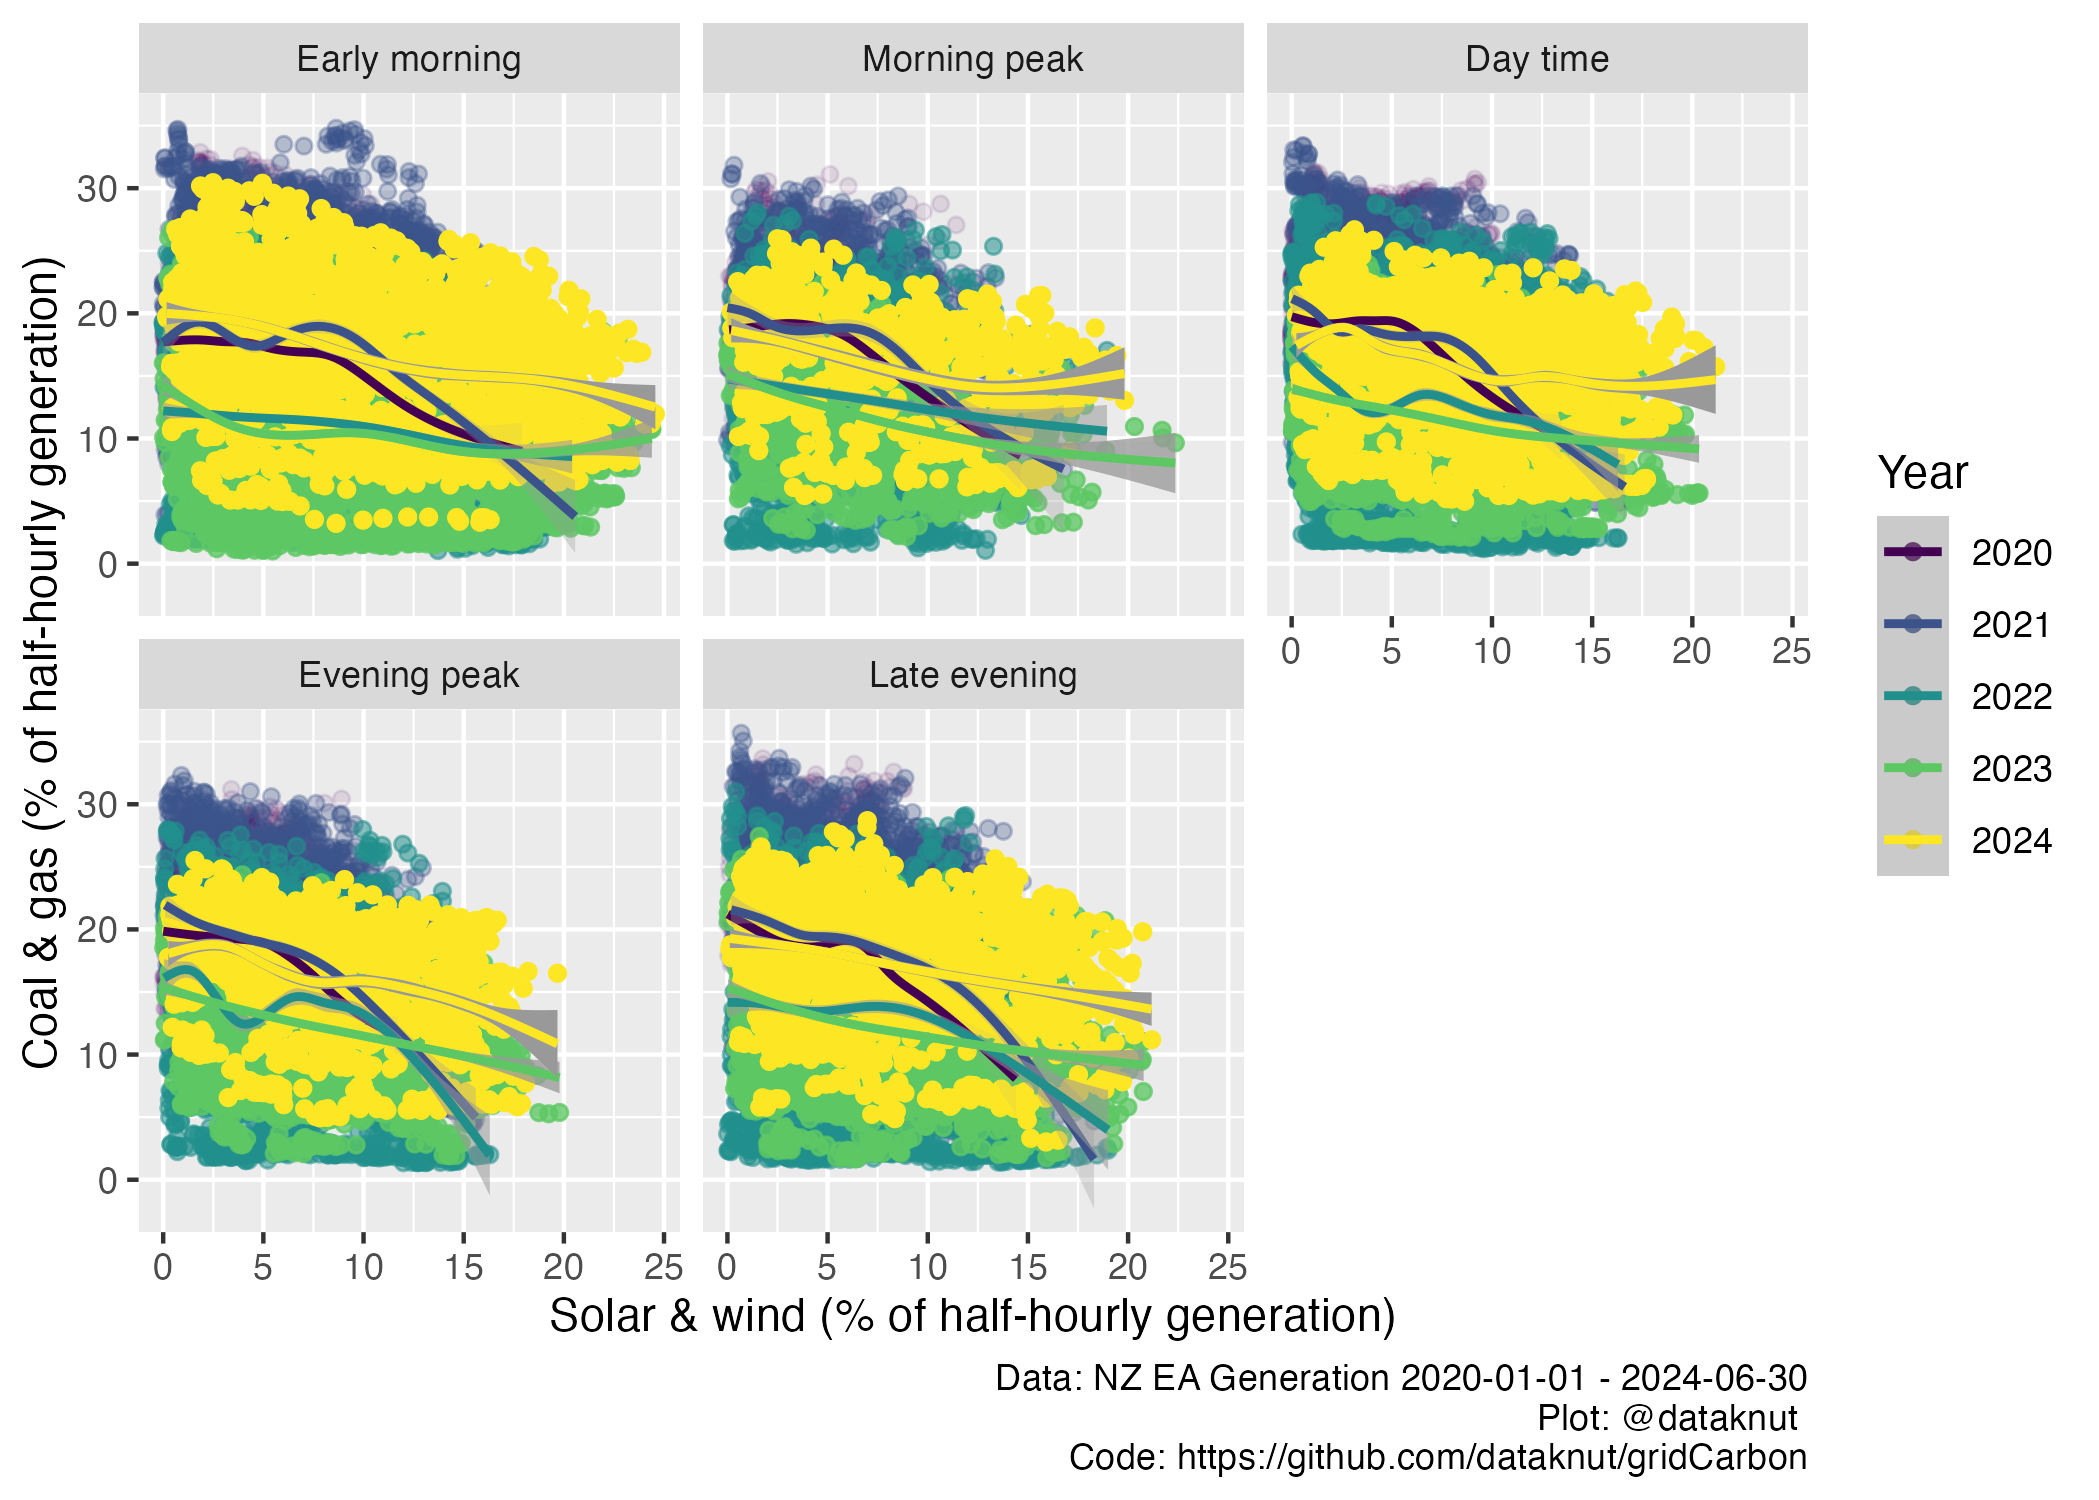 Early morning
Morning peak
Day time
30
20
10
0
0 5 10 15 20 25
Evening peak
Late evening
30
20
10
0
0 5 10 15 20 25
0 5 10 15 20 25
Coal & gas (% of half-hourly generation)
Solar & wind (% of half-hourly generation)
Year
2020
2021
2022
2023
2024
Data: NZ EA Generation 2020-01-01 - 2024-06-30
Plot: @dataknut
Code: https://github.com/dataknut/gridCarbon